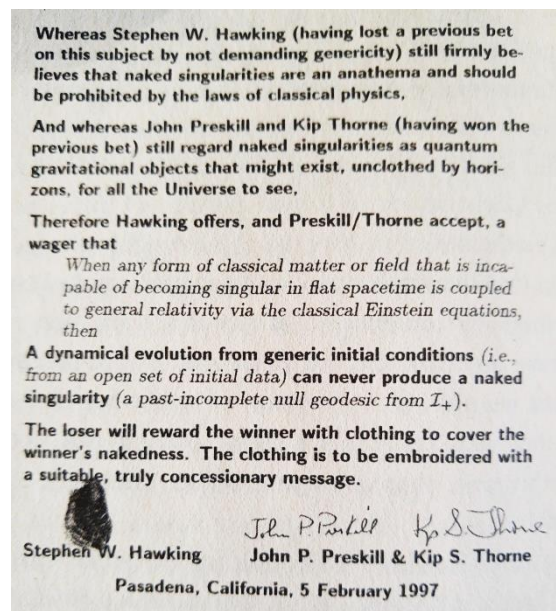 Whereas Stephen W. Hawking (having lost a previous bet
on this subject by not demanding genericity) still firmly be-
lieves that naked singularities are an anathema and should
be prohibited by the laws of classical physics,
And whereas John Preskill and Kip Thorne (having won the
previous bet) still regard naked singularities as quantum
gravitational objects that might exist, unclothed by hori-
zons, for all the Universe to see,
Therefore Hawking offers, and Preskill/Thorne accept, a
wager that
When any form of classical matter or field that is inca-
pable of becoming singular in flat spacetime is coupled
to general relativity via the classical Einstein equations,
then
A dynamical evolution from generic initial conditions (i.e.,
from an open set of initial data) can never produce a naked
singularity (a past-incomplete null geodesic from I₊).
The loser will reward the winner with clothing to cover the
winner's nakedness. The clothing is to be embroidered with
a suitable, truly concessionary message.
John P. Preskill Kip S. Thorne
Stephen W. Hawking John P. Preskill & Kip S. Thorne
Pasadena, California, 5 February 1997